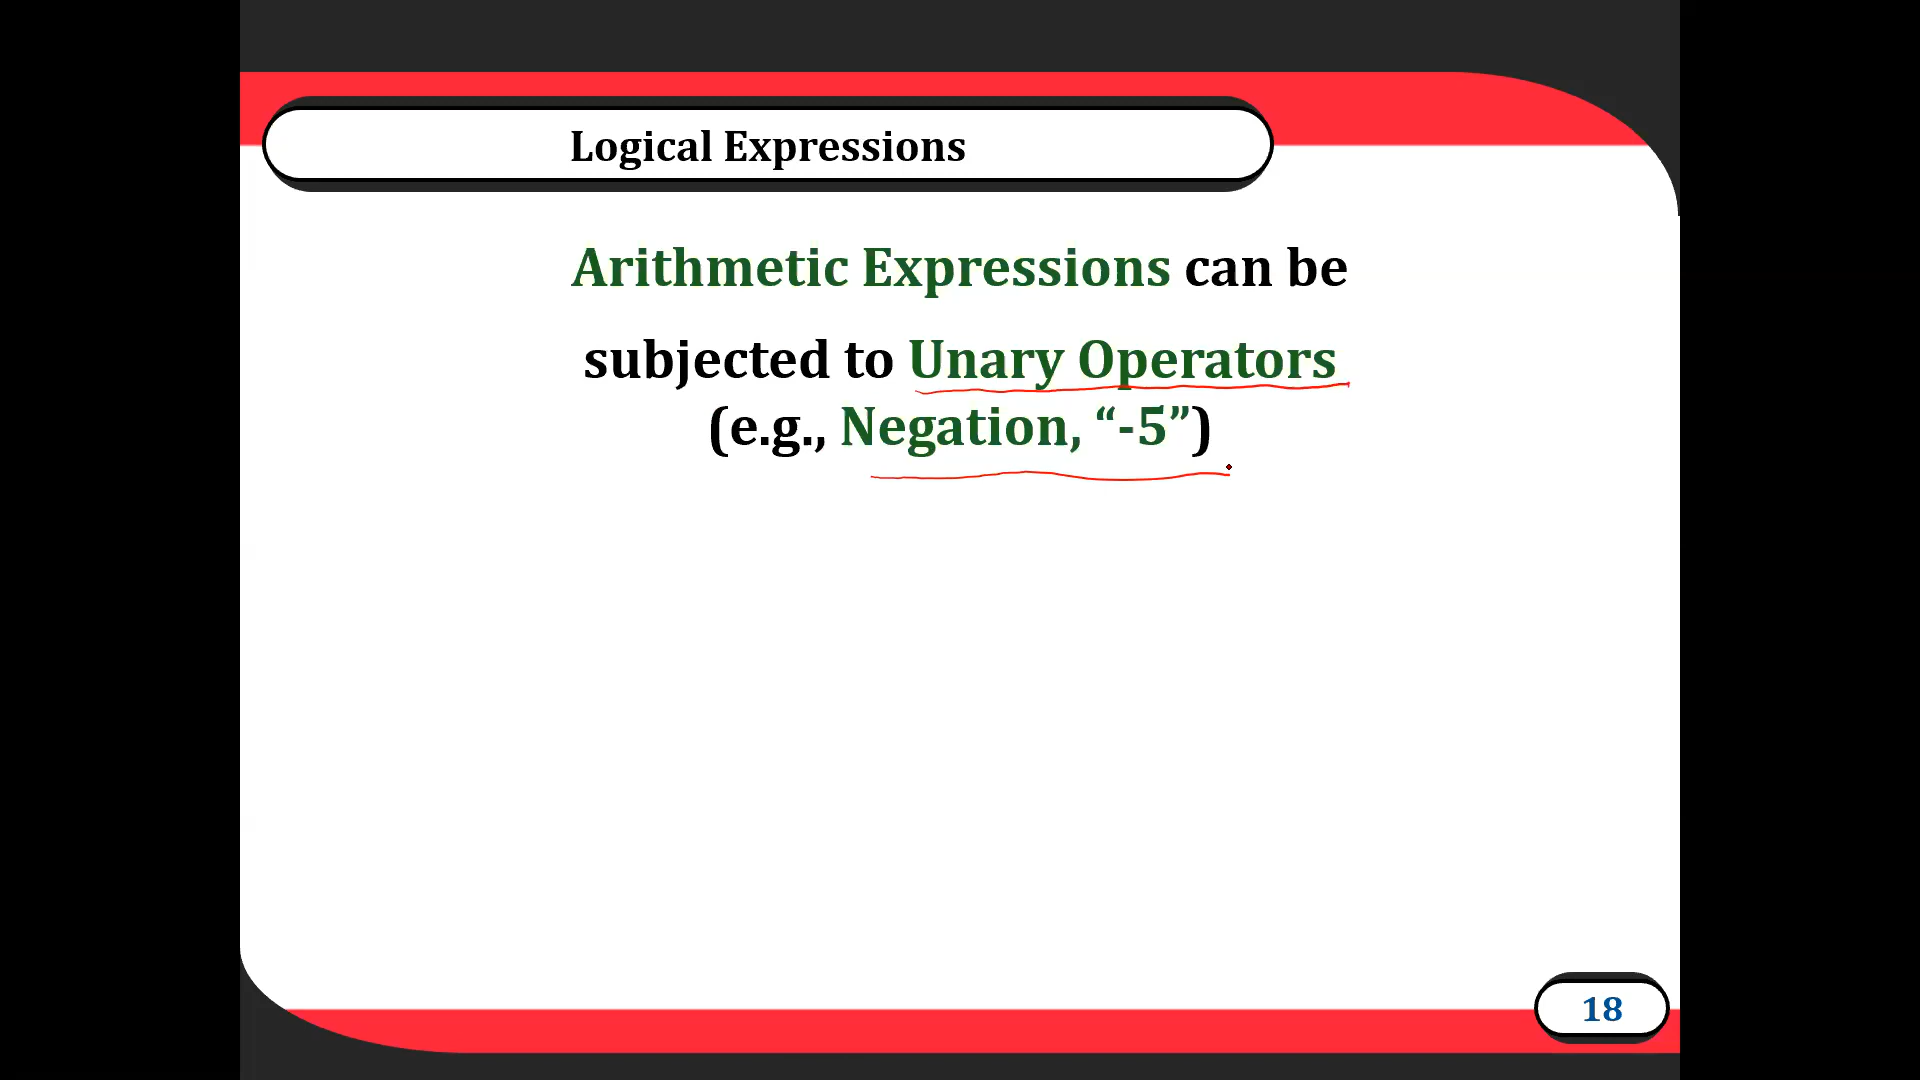 Logical Expressions
Arithmetic Expressions can be
subjected to Unary Operators
(e.g., Negation, “-5”)
18